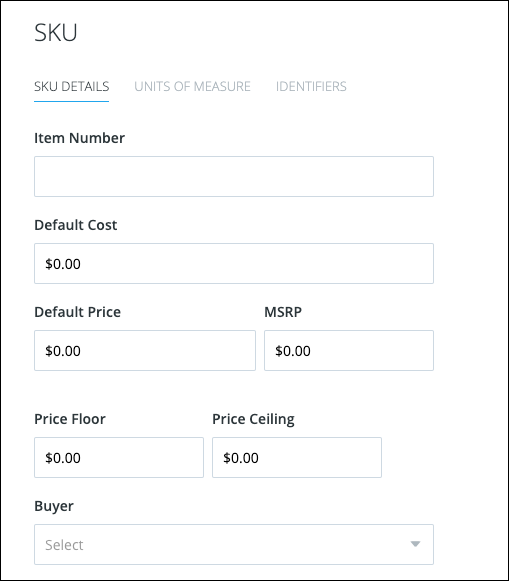 SKU
SKU DETAILS UNITS OF MEASURE IDENTIFIERS
Item Number
Default Cost
$0.00
Default Price MSRP
$0.00 $0.00
Price Floor Price Ceiling
$0.00 $0.00
Buyer
Select